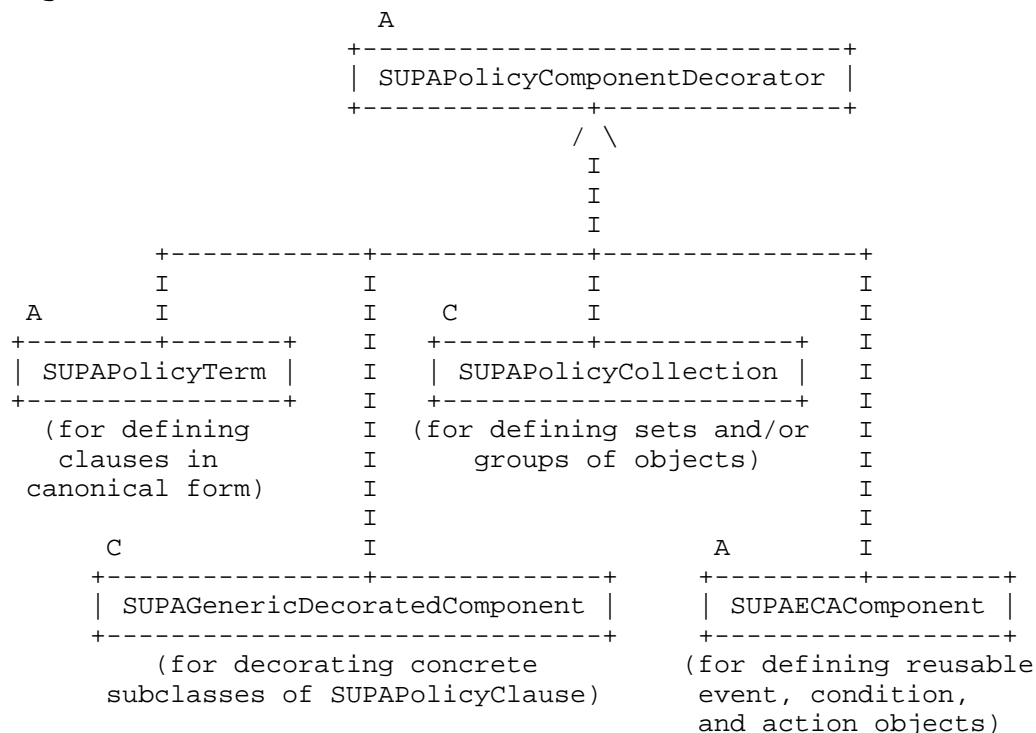 A
SUPAPolicyComponentDecorator
A
C
SUPAPolicyTerm
SUPAPolicyCollection
(for defining
clauses in
canonical form)
(for defining sets and/or
groups of objects)
C
A
SUPAGenericDecoratedComponent
SUPAECAComponent
(for decorating concrete
subclasses of SUPAPolicyClause)
(for defining reusable
event, condition,
and action objects)